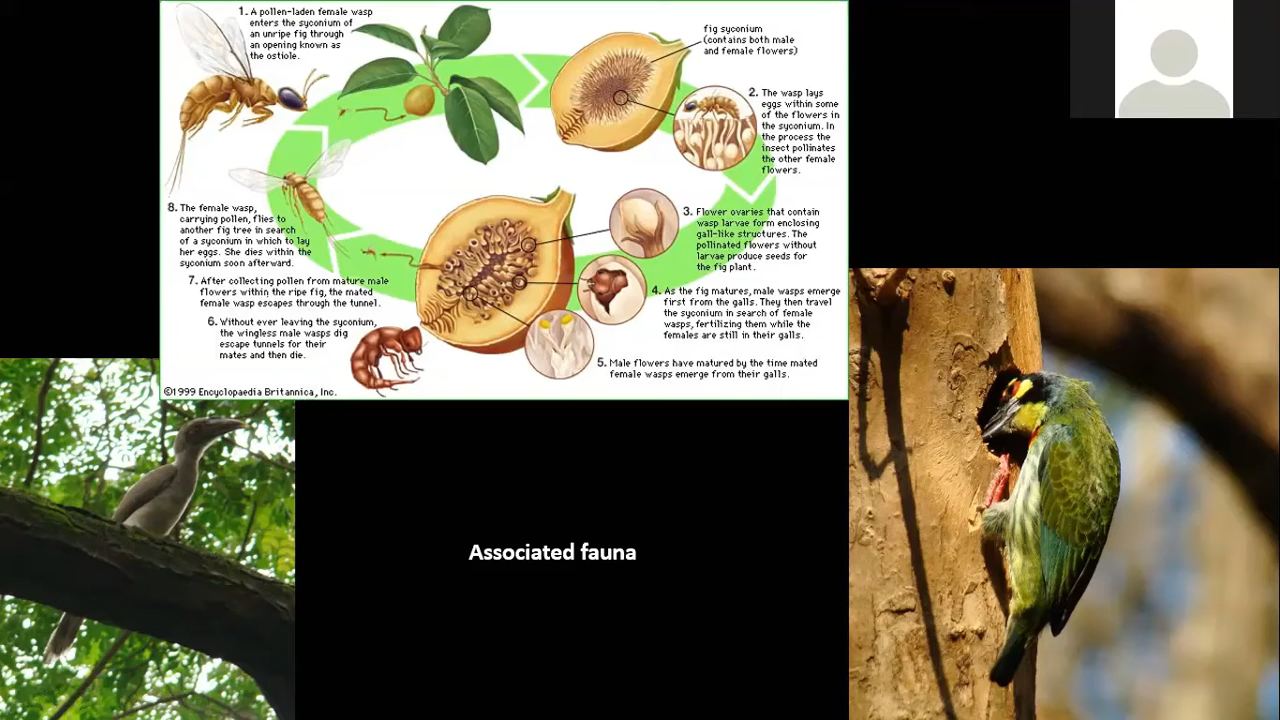 1. A pollen-laden female wasp
enters the syconium of
an unripe fig through
an opening known as
the ostiole.
fig syconium
(contains both male
and female flowers)
2. The wasp lays
eggs within some
of the flowers in
the syconium. In
the process the
insect pollinates
the other female
flowers.
3. Flower ovaries that contain
wasp larvae form enclosing
gall-like structures. The
pollinated flowers without
larvae produce seeds for
the fig plant.
4. As the fig matures, male wasps emerge
first from the galls. They then travel
the syconium in search of female
wasps, fertilizing them while the
females are still in their galls.
5. Male flowers have matured by the time mated
female wasps emerge from their galls.
6. Without ever leaving the syconium,
the wingless male wasps dig
escape tunnels for their
mates and then die.
7. After collecting pollen from mature male
flowers within the ripe fig, the mated
female wasp escapes through the tunnel.
8. The female wasp,
carrying pollen, flies to
another fig tree in search
of a syconium in which to lay
her eggs. She dies within the
syconium soon afterward.
©1999 Encyclopaedia Britannica, Inc.
Associated fauna